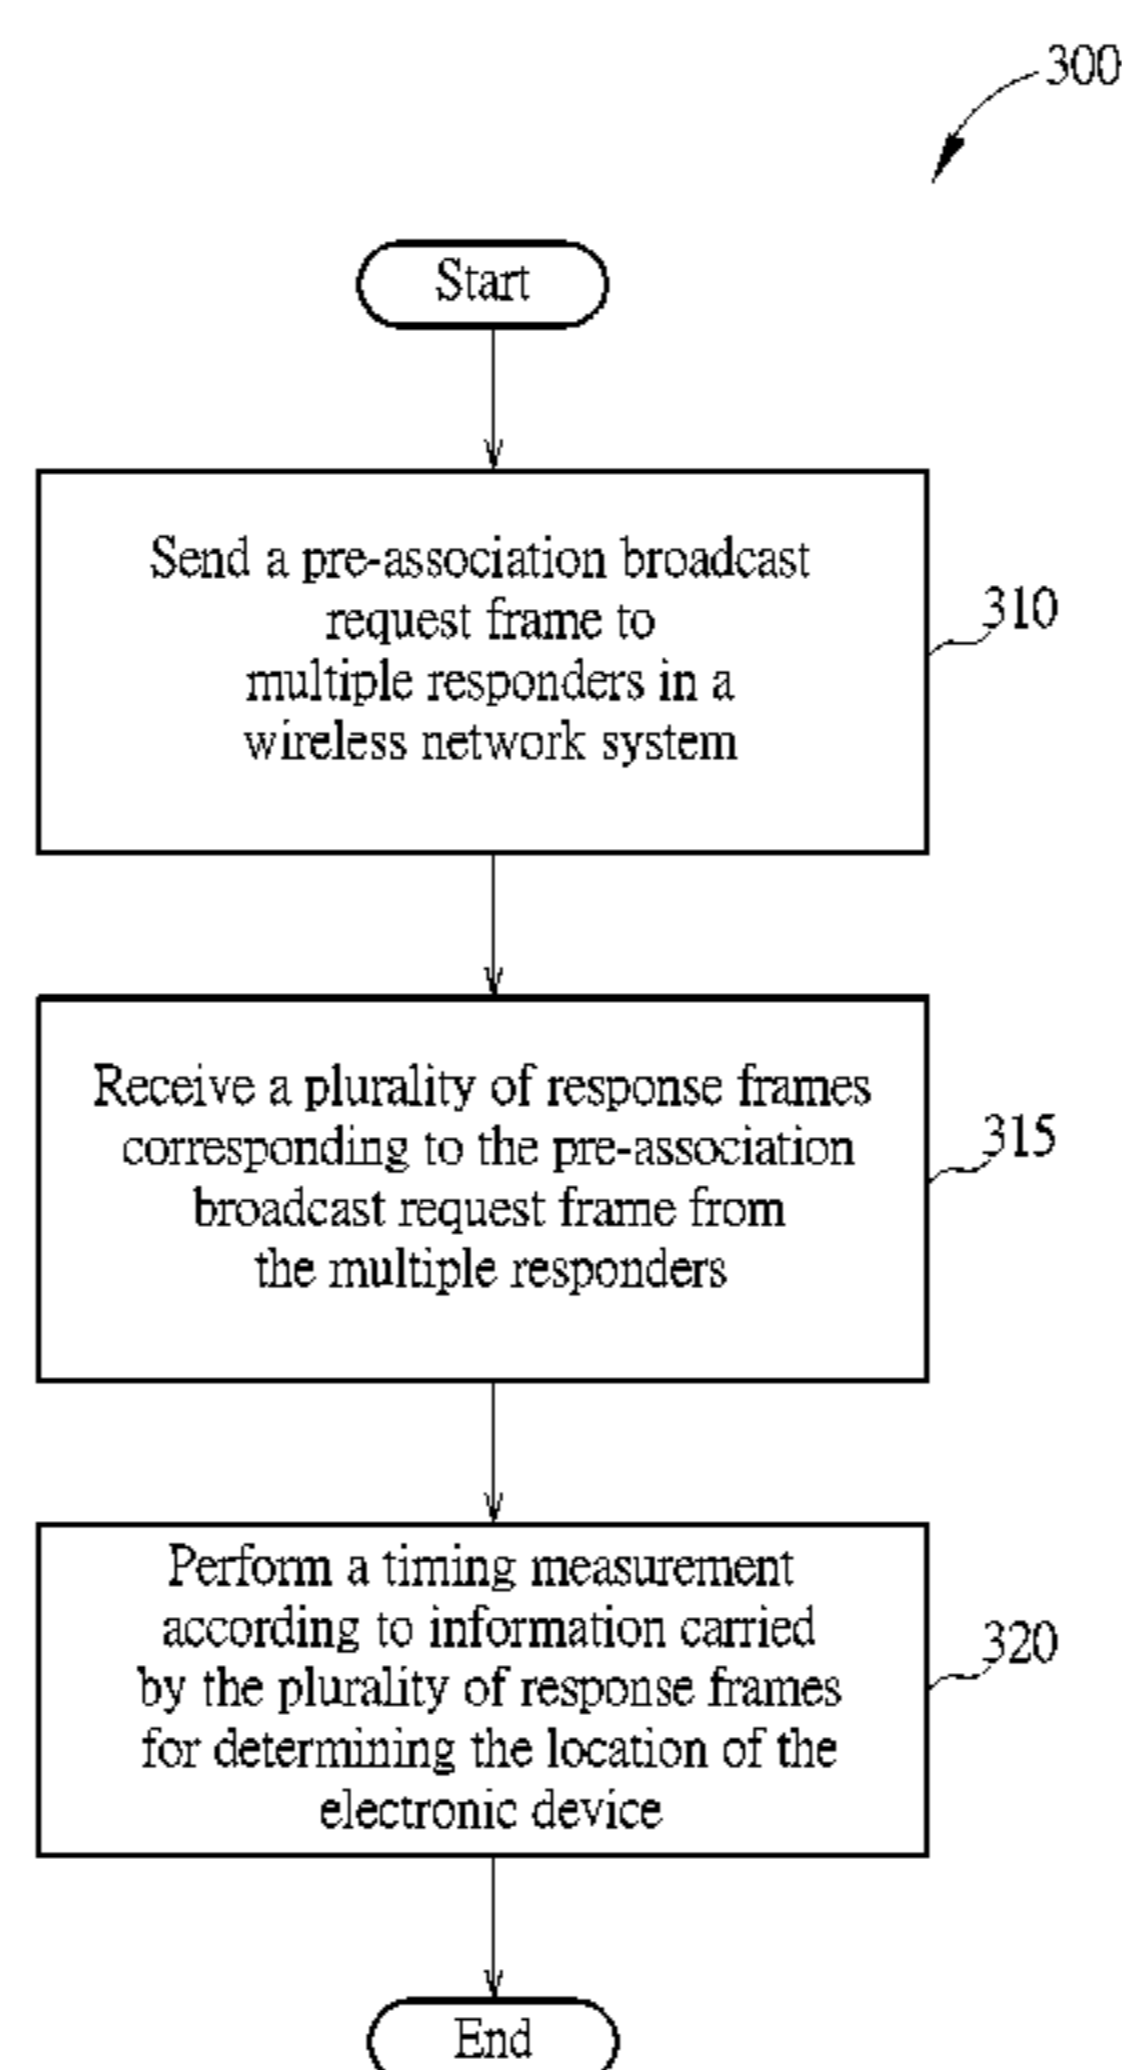 300
Start
Send a pre-association broadcast
request frame to
multiple responders in a
wireless network system
310
Receive a plurality of response frames
corresponding to the pre-association
broadcast request frame from
the multiple responders
315
Perform a timing measurement
according to information carried
by the plurality of response frames
for determining the location of the
electronic device
320
End